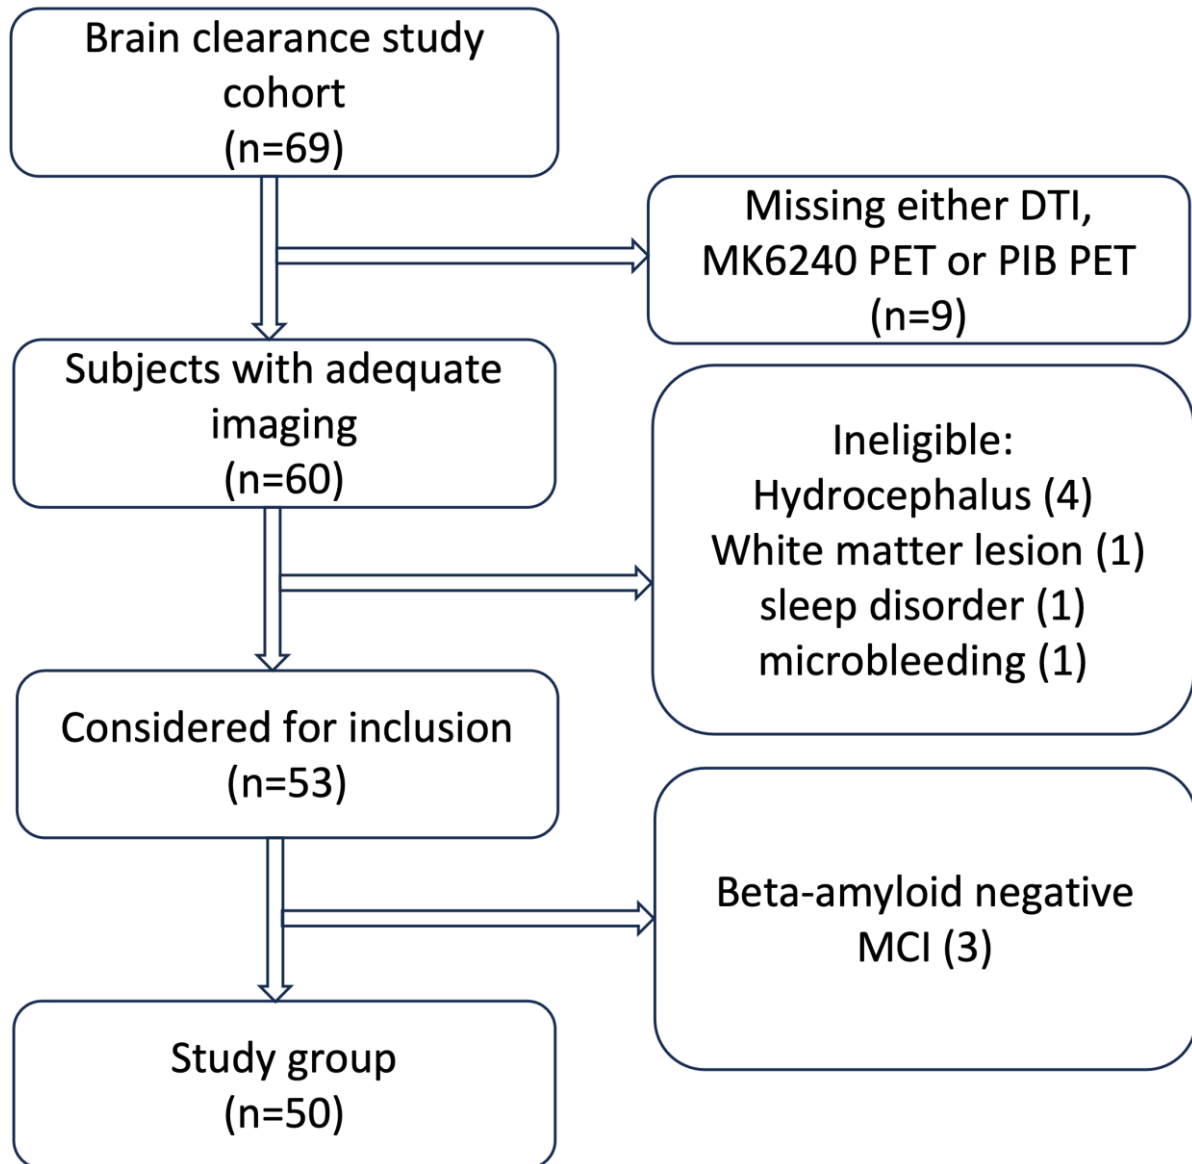 Brain clearance study
cohort
(n=69)
Missing either DTI,
MK6240 PET or PIB PET
(n=9)
Subjects with adequate
imaging
(n=60)
Ineligible:
Hydrocephalus (4)
White matter lesion (1)
sleep disorder (1)
microbleeding (1)
Considered for inclusion
(n=53)
Beta-amyloid negative
MCI (3)
Study group
(n=50)